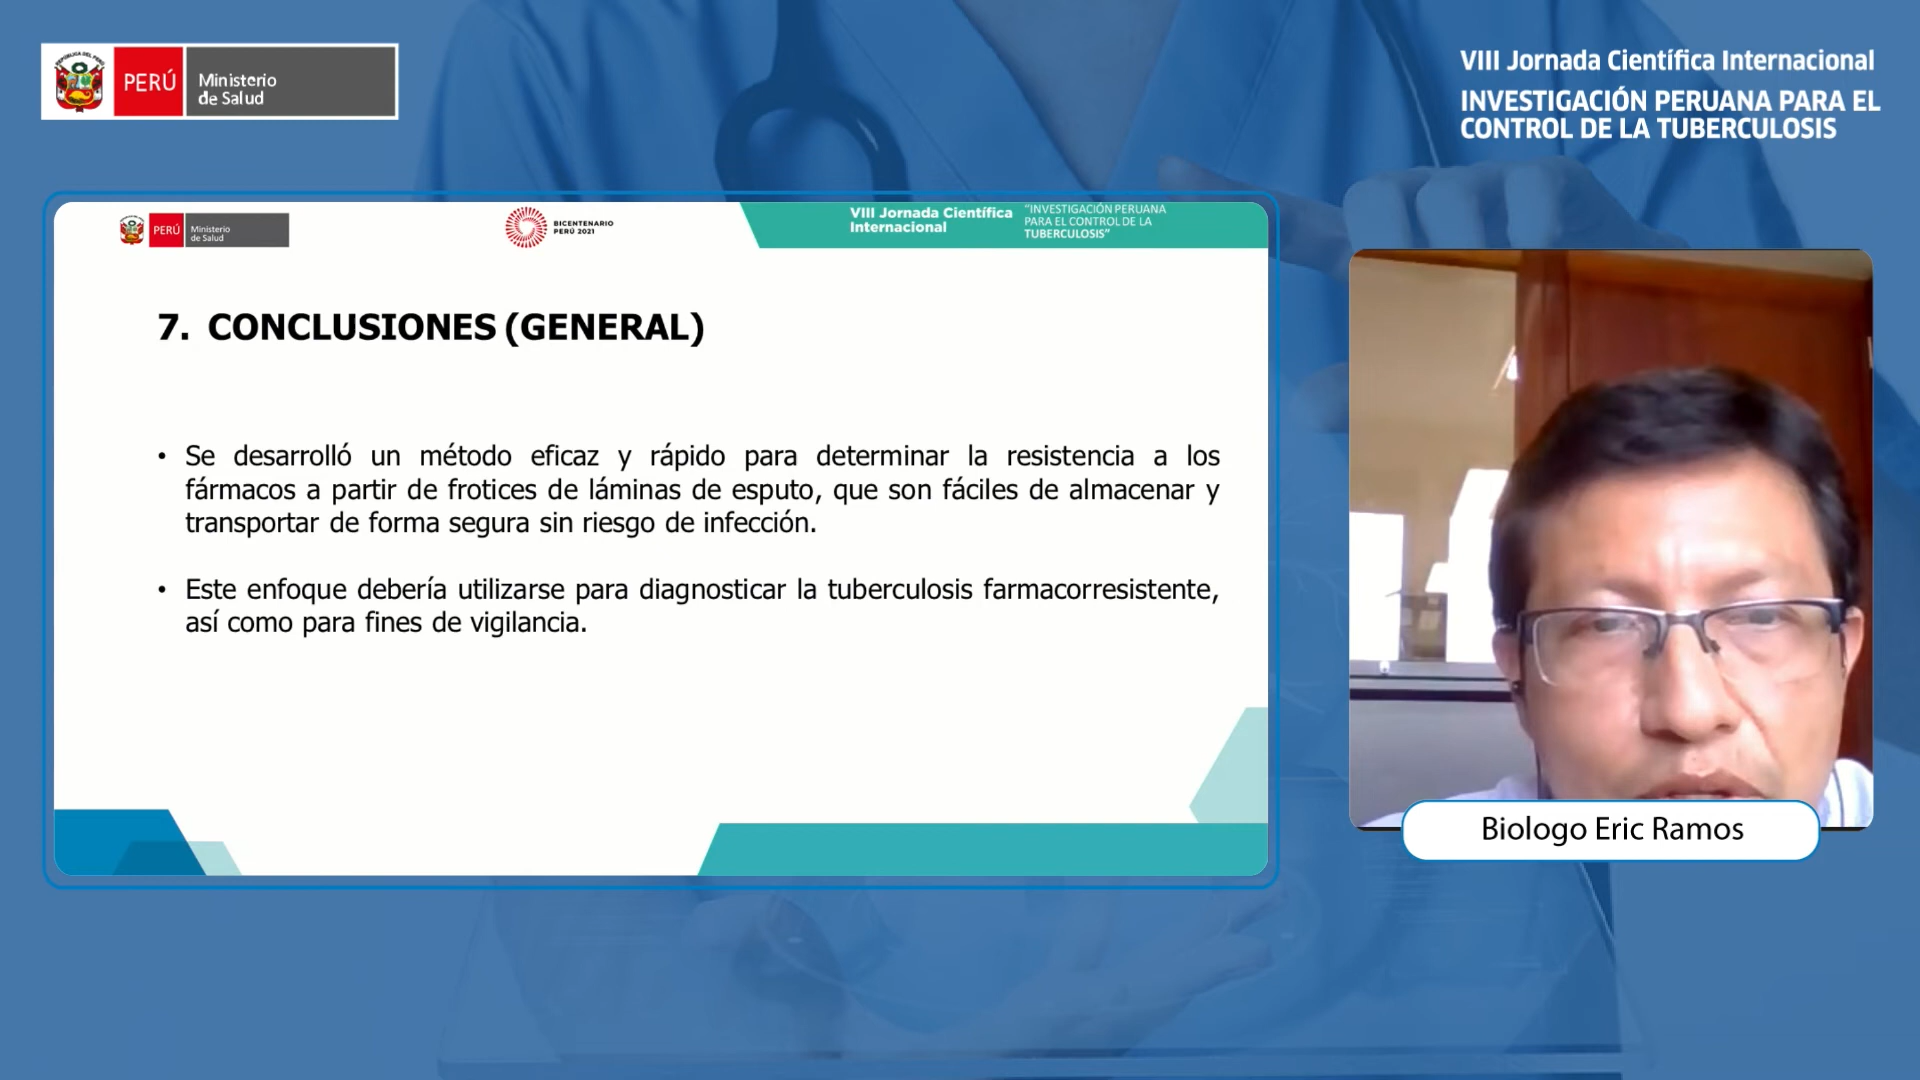 REPÚBLICA DEL PERÚ
PERÚ
Ministerio
de Salud
VIII Jornada Científica Internacional
INVESTIGACIÓN PERUANA PARA EL
CONTROL DE LA TUBERCULOSIS
PERÚ
Ministerio
de Salud
BICENTENARIO
PERÚ 2021
VIII Jornada Científica
Internacional
"INVESTIGACIÓN PERUANA
PARA EL CONTROL DE LA
TUBERCULOSIS"
7. CONCLUSIONES (GENERAL)
• Se desarrolló un método eficaz y rápido para determinar la resistencia a los
fármacos a partir de frotices de láminas de esputo, que son fáciles de almacenar y
transportar de forma segura sin riesgo de infección.
• Este enfoque debería utilizarse para diagnosticar la tuberculosis farmacorresistente,
así como para fines de vigilancia.
Biologo Eric Ramos